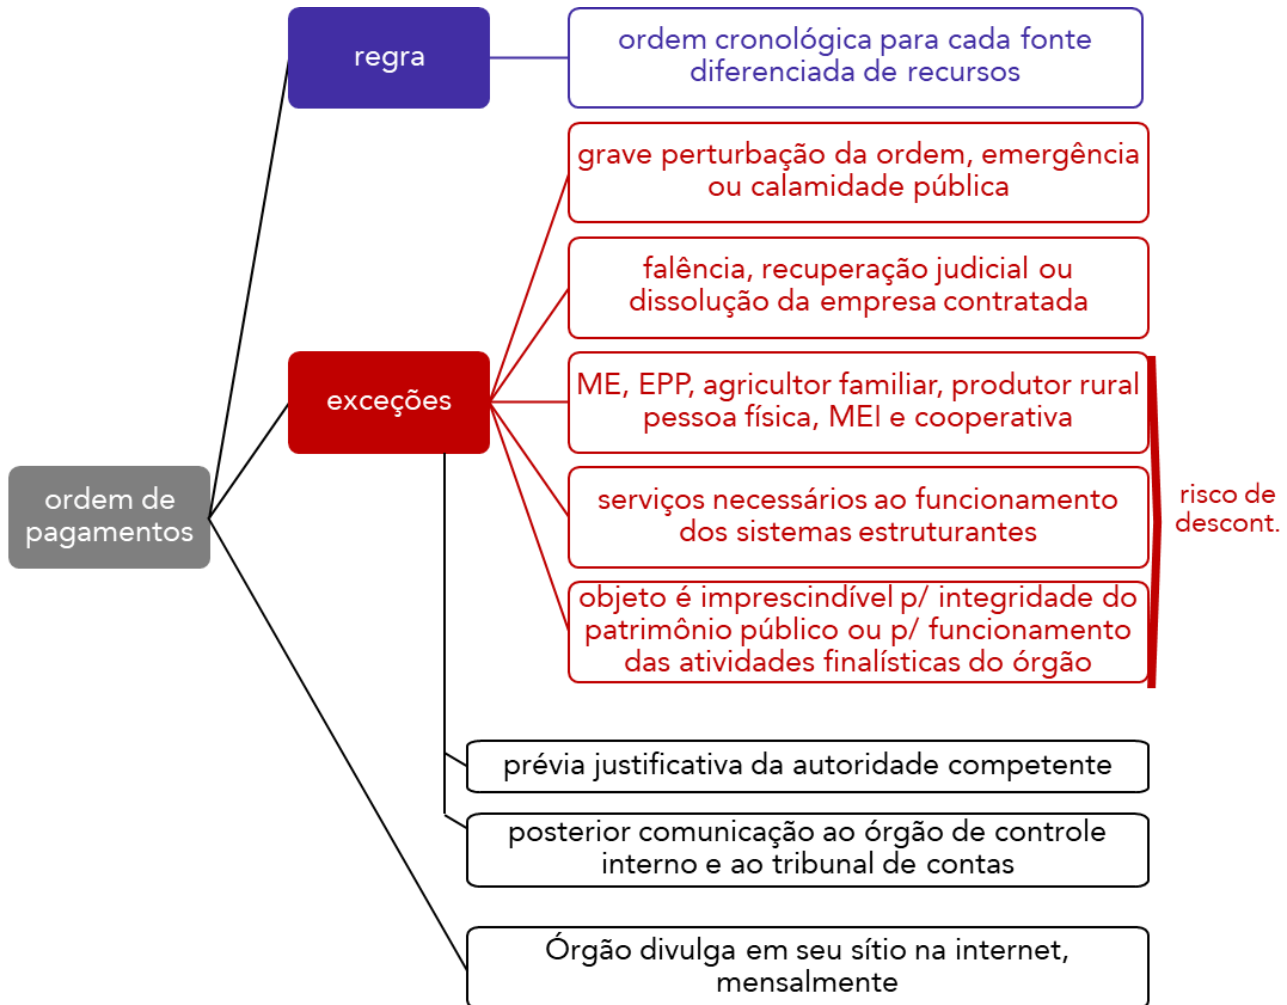 regra
ordem cronológica para cada fonte
diferenciada de recursos
grave perturbação da ordem, emergência
ou calamidade pública
falência, recuperação judicial ou
dissolução da empresa contratada
exceções
ME, EPP, agricultor familiar, produtor rural
pessoa física, MEI e cooperativa
ordem de
pagamentos
serviços necessários ao funcionamento
dos sistemas estruturantes
risco de
descont.
objeto é imprescindível p/ integridade do
patrimônio público ou p/ funcionamento
das atividades finalísticas do órgão
prévia justificativa da autoridade competente
posterior comunicação ao órgão de controle
interno e ao tribunal de contas
Órgão divulga em seu sítio na internet,
mensalmente